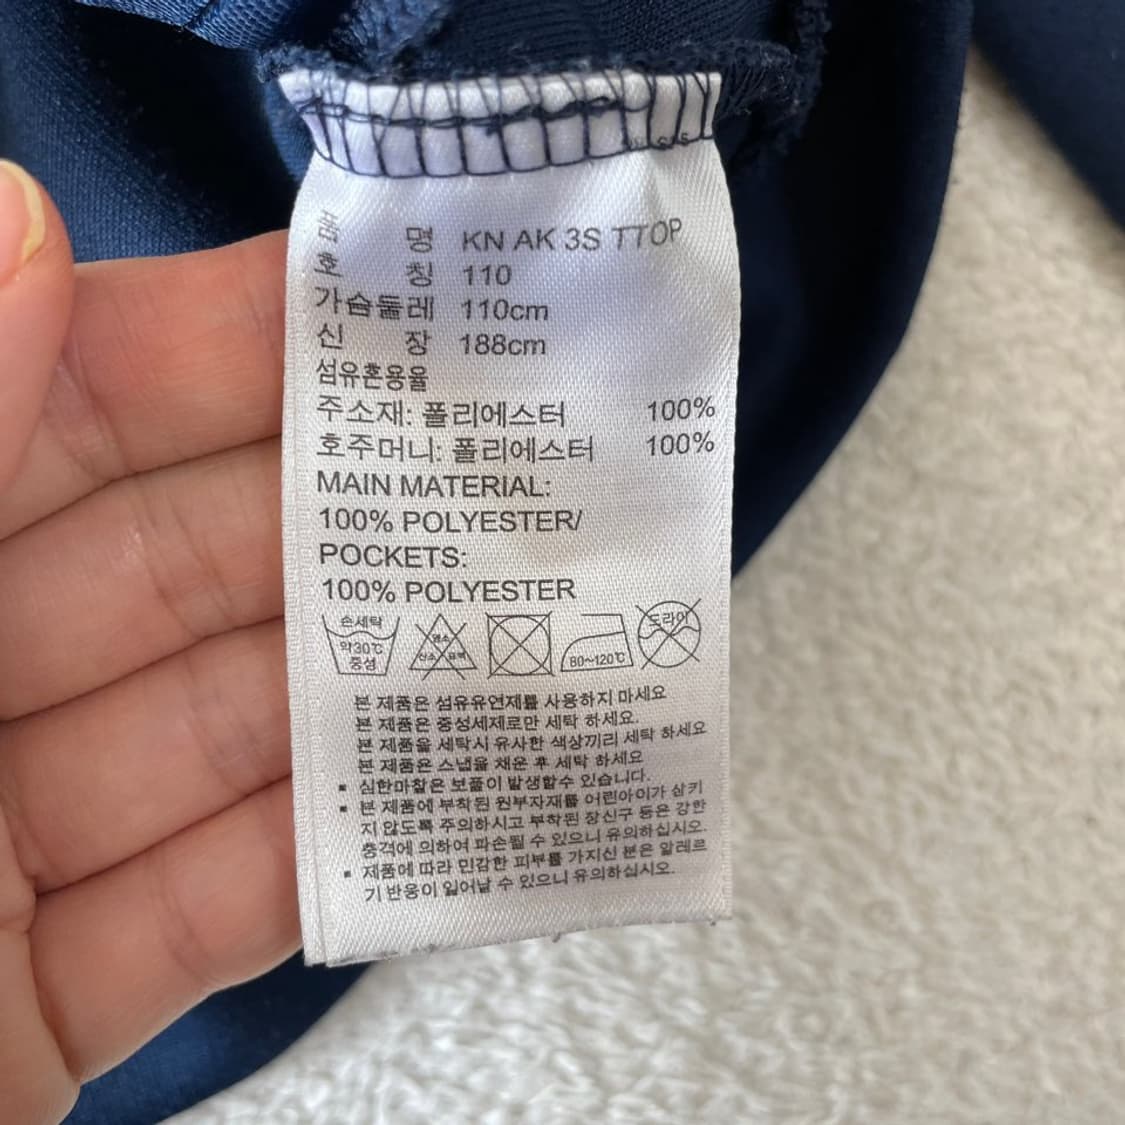 품 명 KN AK 3S TTOP
호 칭 110
가슴둘레 110cm
신 장 188cm
섬유혼용율
주소재: 폴리에스터 100%
호주머니: 폴리에스터 100%
MAIN MATERIAL:
100% POLYESTER/
POCKETS:
100% POLYESTER
손세탁
약30℃
중성
염소
산소 표백
80~120℃
드라이
본 제품은 섬유유연제를 사용하지 마세요
본 제품은 중성세제로만 세탁 하세요.
본 제품을 세탁시 유사한 색상끼리 세탁 하세요
본 제품은 스냅을 채운 후 세탁 하세요
▪ 심한마찰은 보풀이 발생할수 있습니다.
▪ 본 제품에 부착된 원부자재를 어린아이가 삼키
지 않도록 주의하시고 부착된 장신구 등은 강한
충격에 의하여 파손될 수 있으니 유의하십시오.
▪ 제품에 따라 민감한 피부를 가지신 분은 알레르
기 반응이 일어날 수 있으니 유의하십시오.